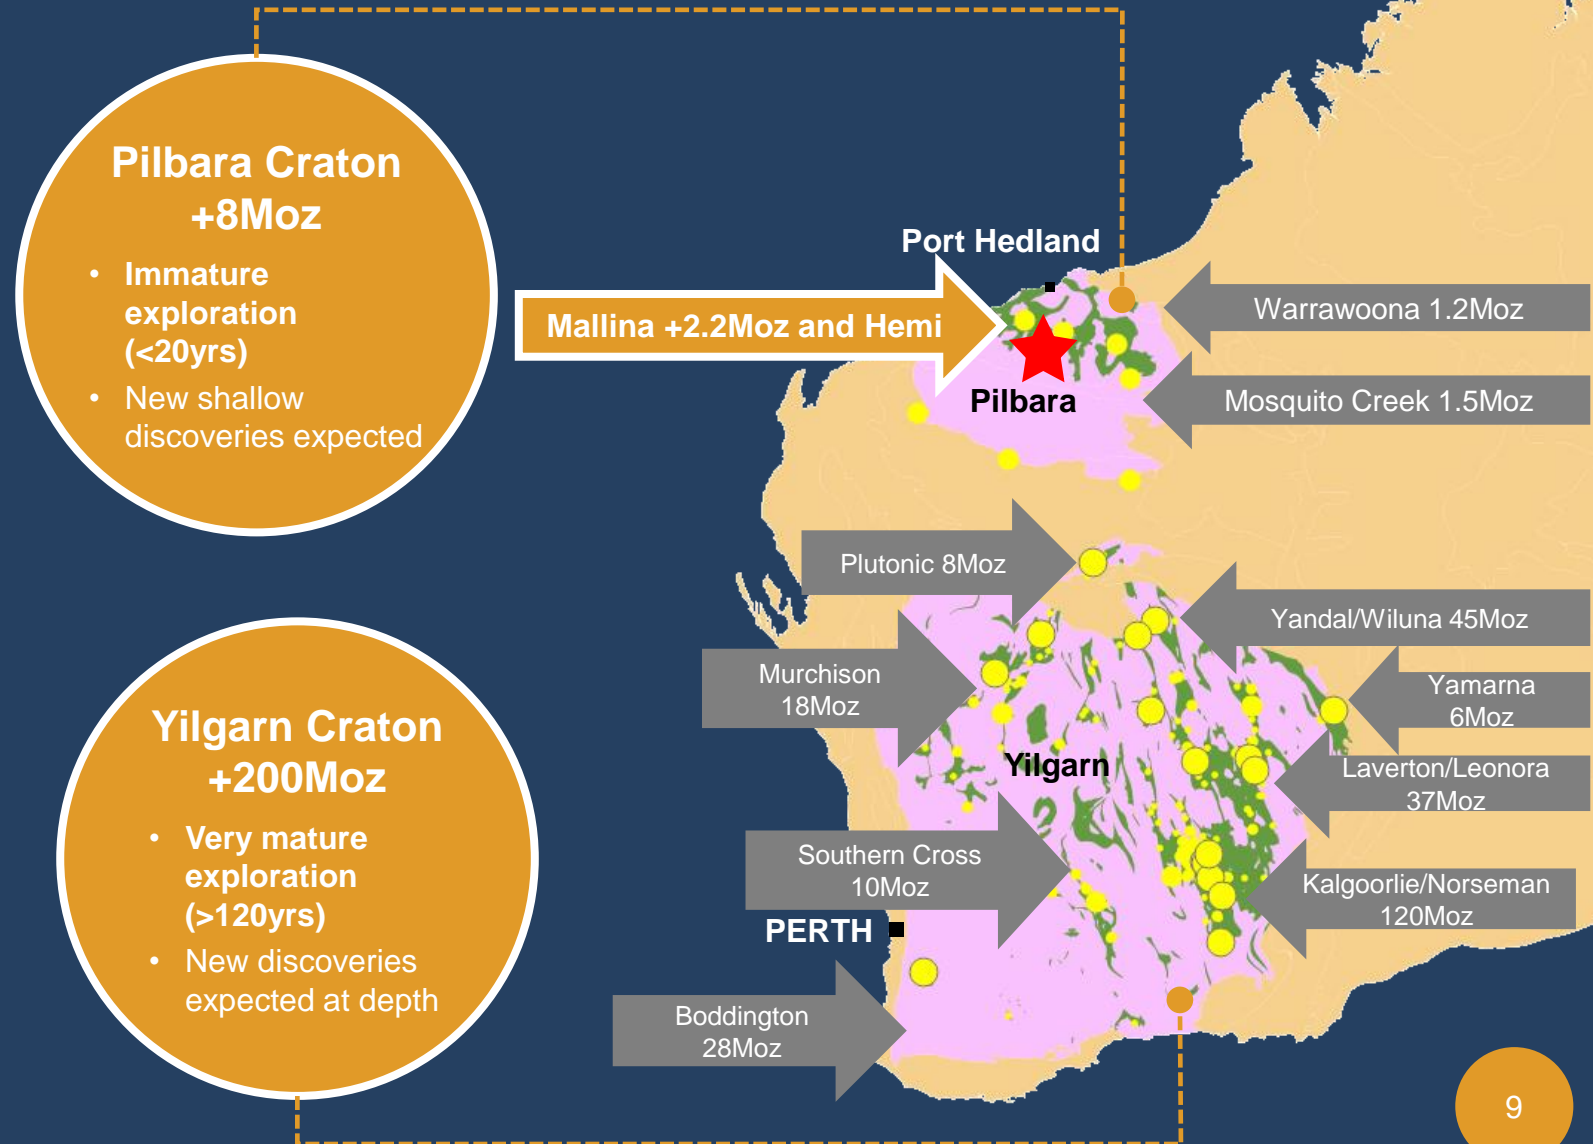 Pilbara Craton
+8Moz
• Immature
exploration
(<20yrs)
• New shallow
discoveries expected
Yilgarn Craton
+200Moz
• Very mature
exploration
(>120yrs)
• New discoveries
expected at depth
Port Hedland
Mallina +2.2Moz and Hemi
Warrawoona 1.2Moz
Pilbara
Mosquito Creek 1.5Moz
Plutonic 8Moz
Yandal/Wiluna 45Moz
Murchison
18Moz
Yamarna
6Moz
Yilgarn
Laverton/Leonora
37Moz
Southern Cross
10Moz
Kalgoorlie/Norseman
120Moz
PERTH
Boddington
28Moz
9